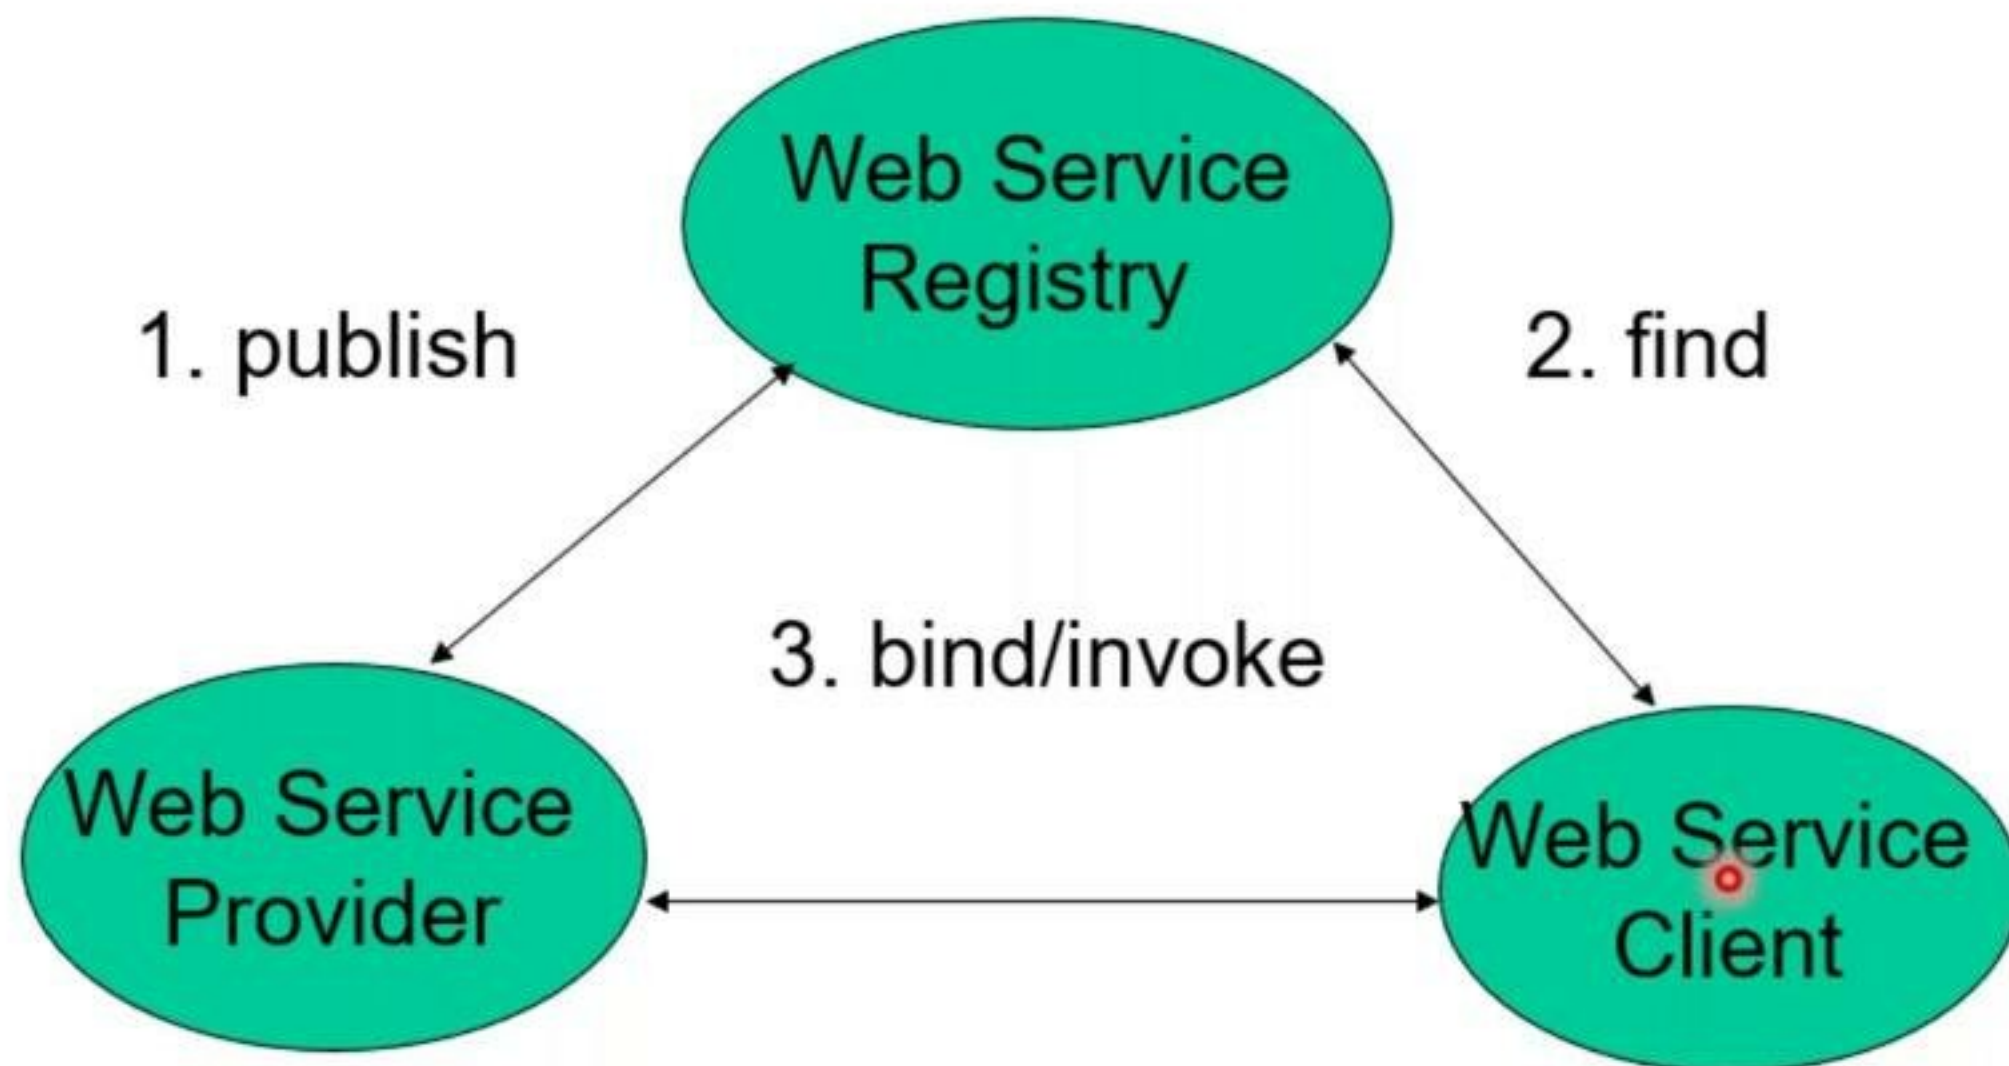 Web Service
Registry
1. publish
2. find
3. bind/invoke
Web Service
Provider
Web Service
Client